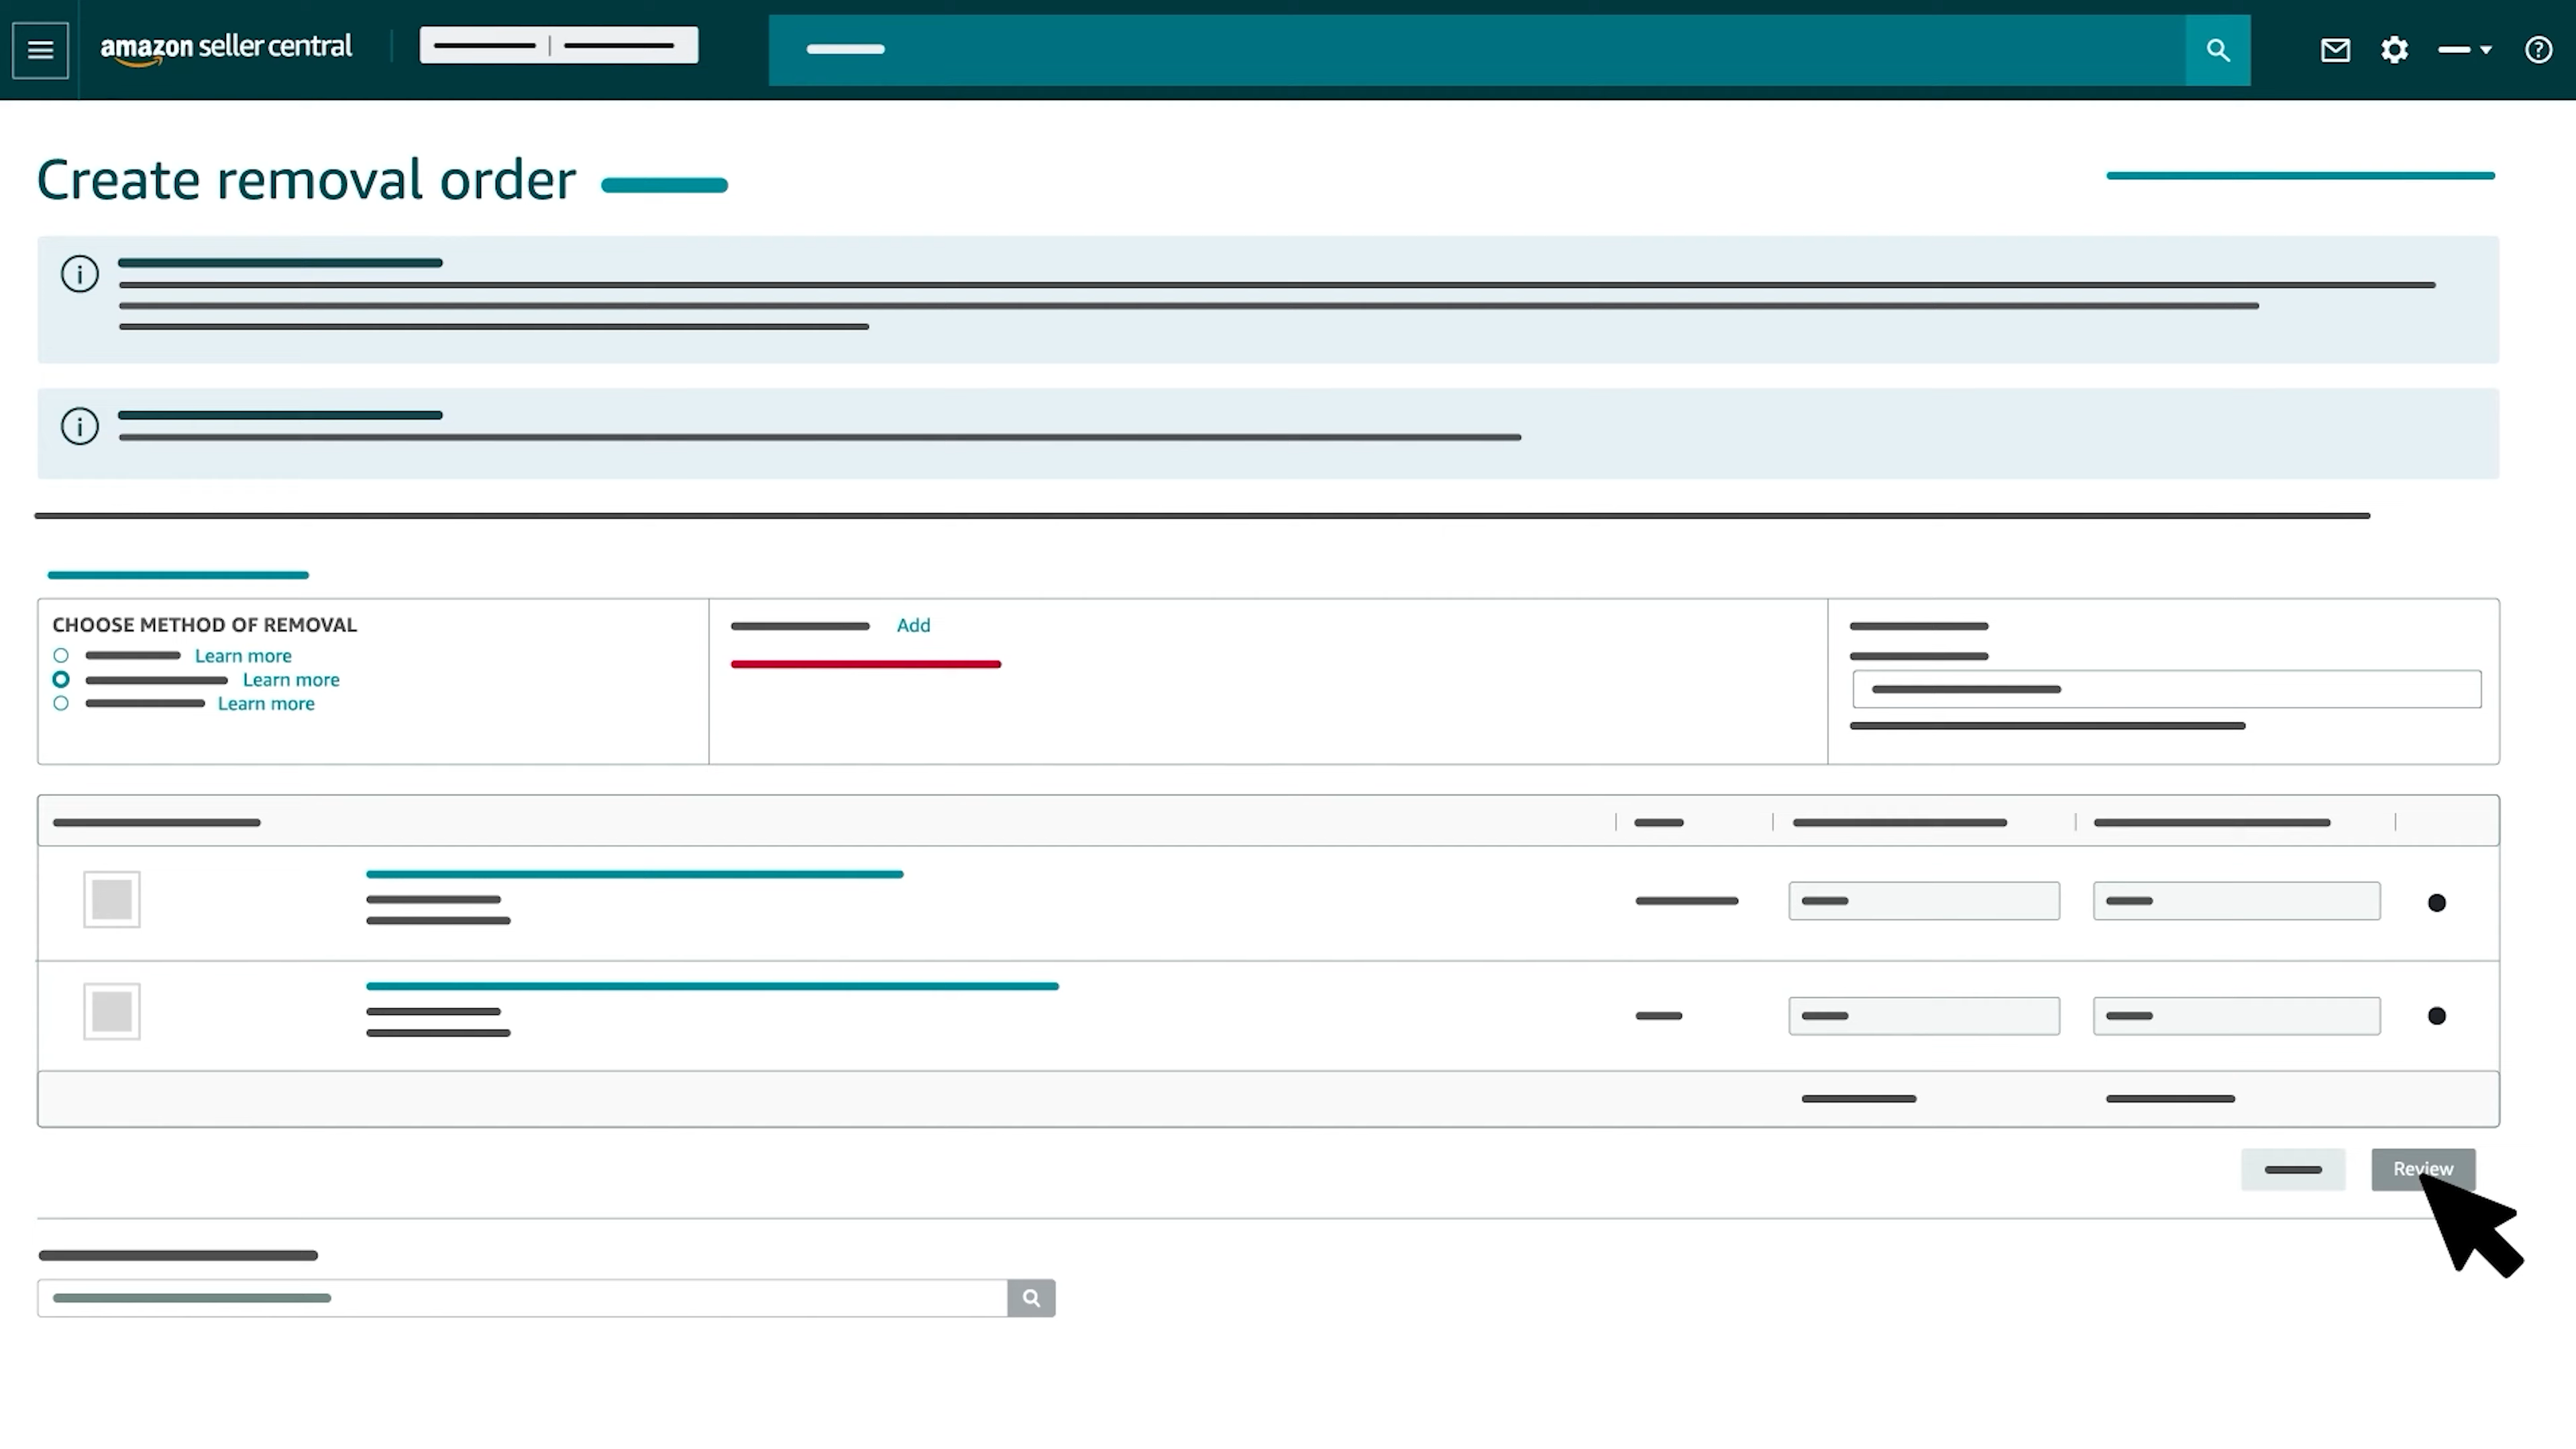 amazon seller central
Create removal order
CHOOSE METHOD OF REMOVAL
Learn more
Learn more
Learn more
Add
Review